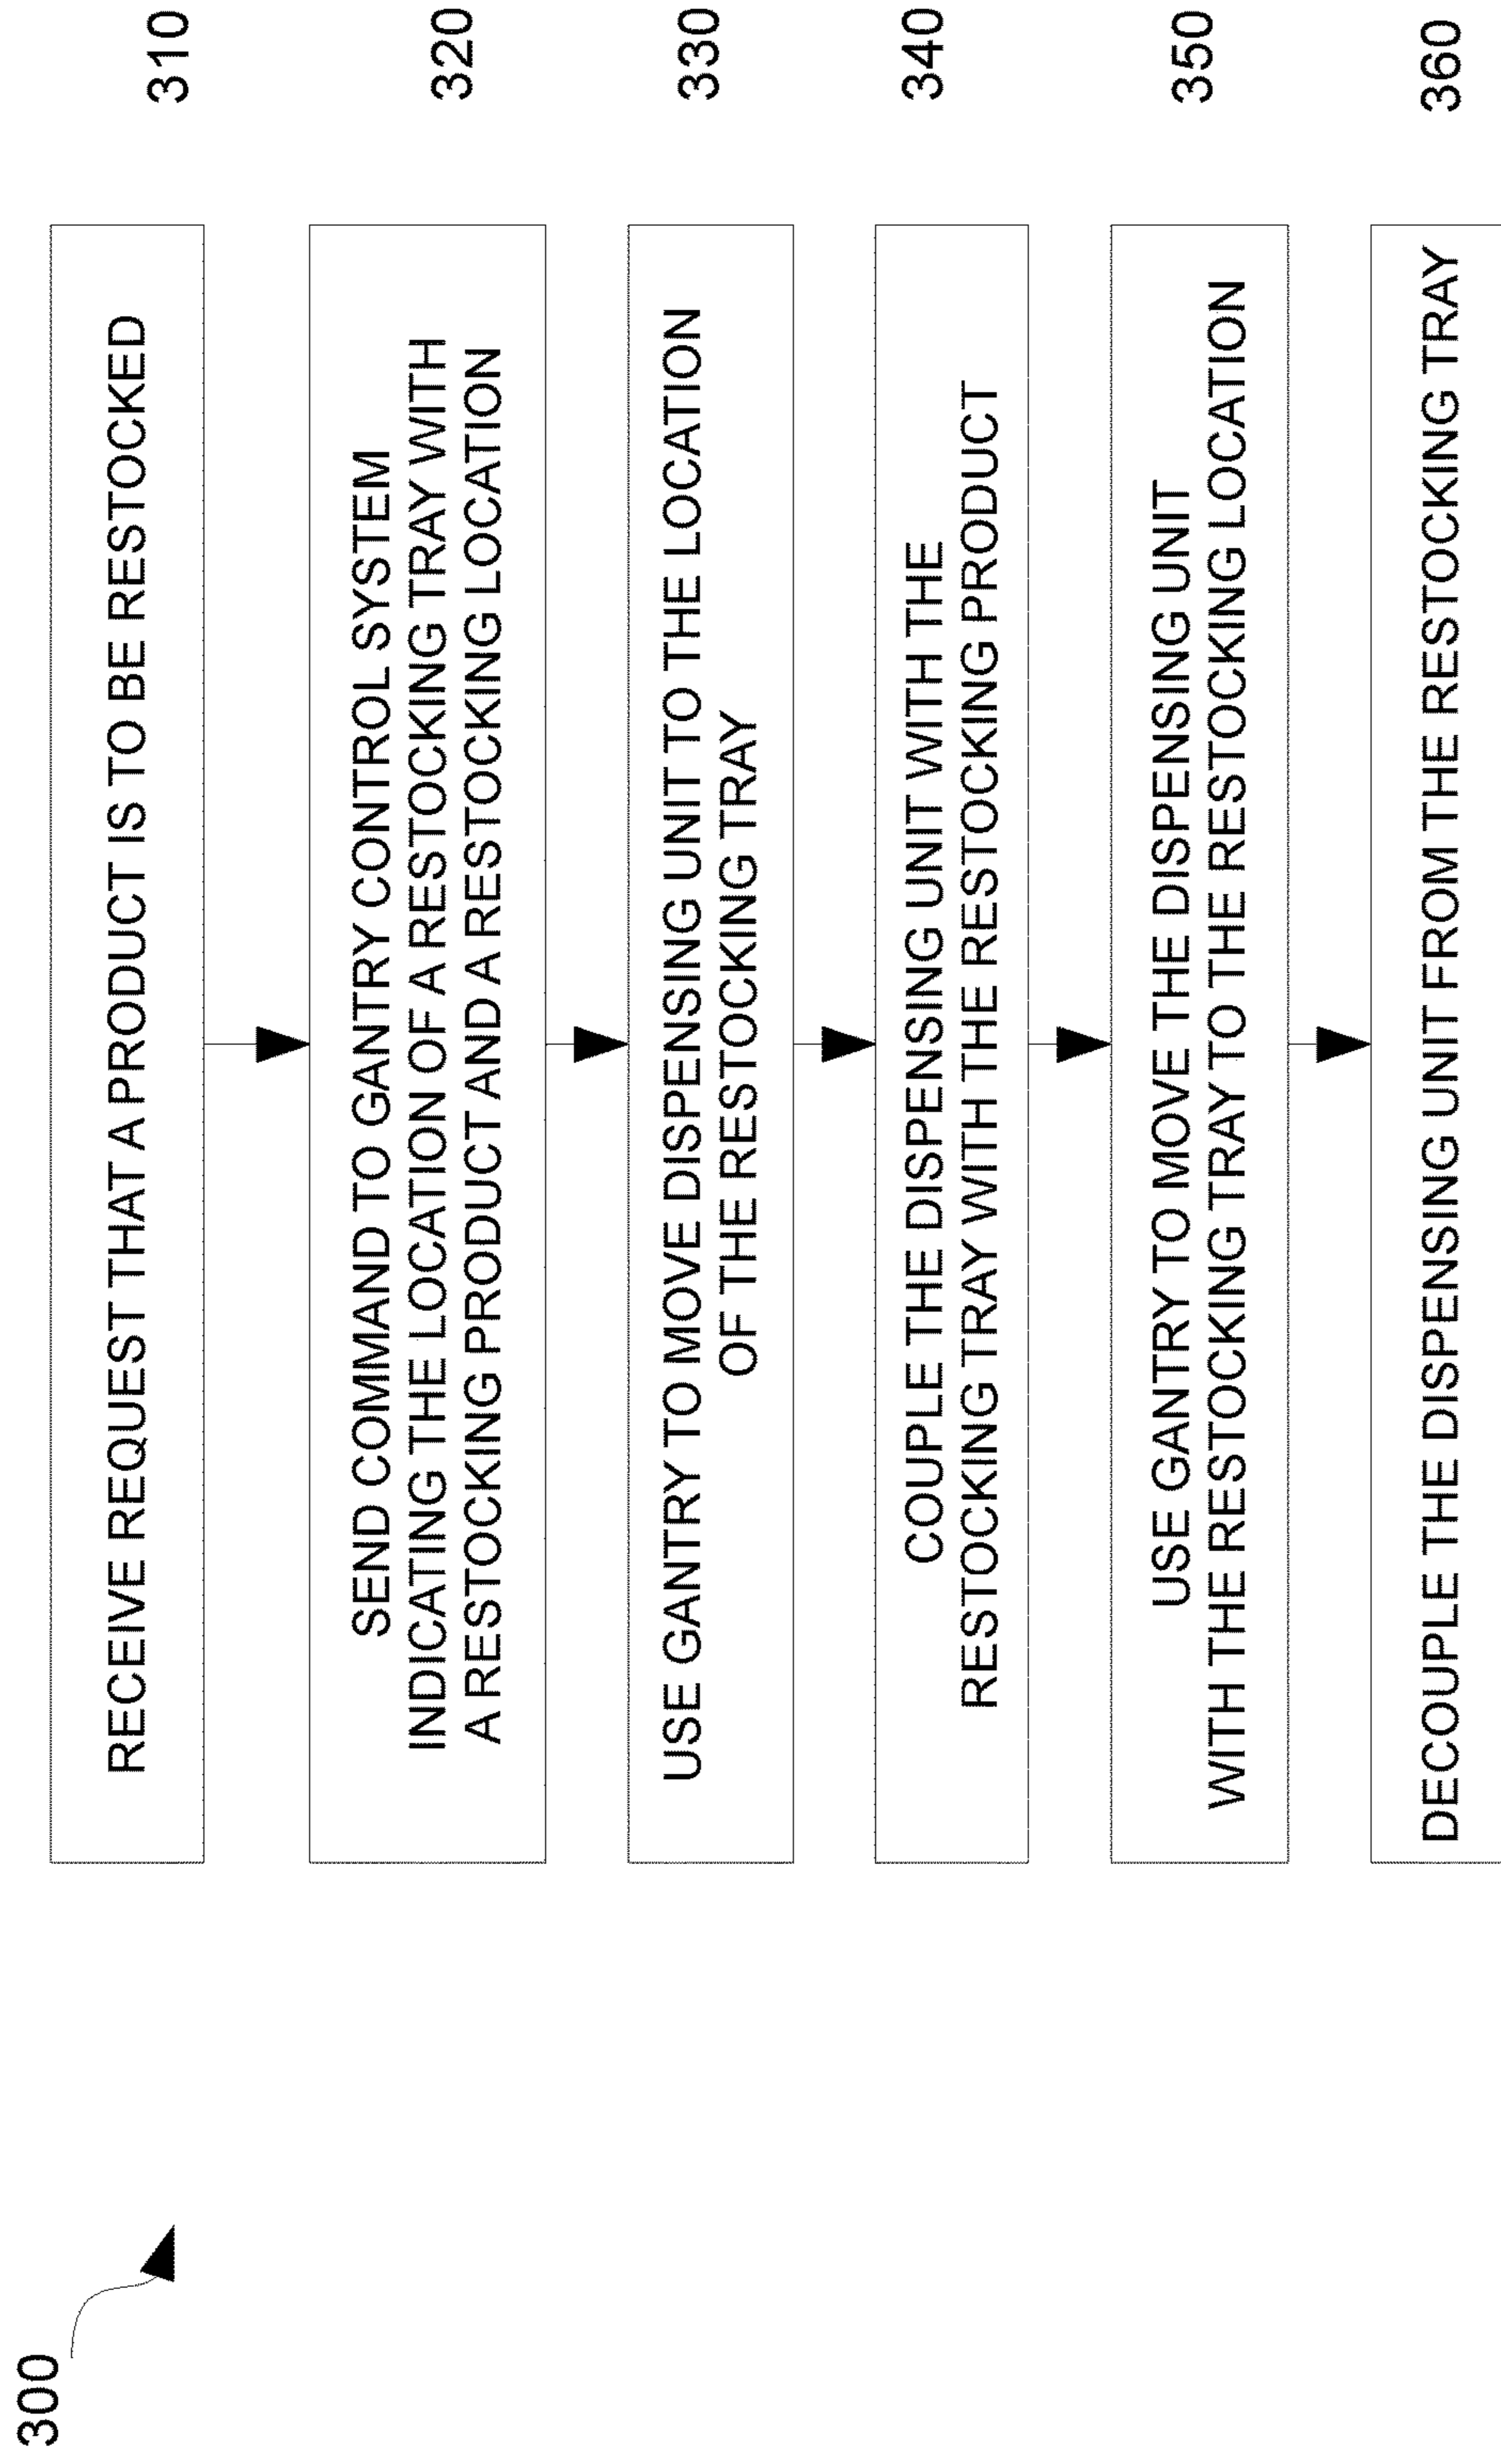 300
RECEIVE REQUEST THAT A PRODUCT IS TO BE RESTOCKED
310
SEND COMMAND TO GANTRY CONTROL SYSTEM
INDICATING THE LOCATION OF A RESTOCKING TRAY WITH
A RESTOCKING PRODUCT AND A RESTOCKING LOCATION
320
USE GANTRY TO MOVE DISPENSING UNIT TO THE LOCATION
OF THE RESTOCKING TRAY
330
COUPLE THE DISPENSING UNIT WITH THE
RESTOCKING TRAY WITH THE RESTOCKING PRODUCT
340
USE GANTRY TO MOVE THE DISPENSING UNIT
WITH THE RESTOCKING TRAY TO THE RESTOCKING LOCATION
350
DECOUPLE THE DISPENSING UNIT FROM THE RESTOCKING TRAY
360